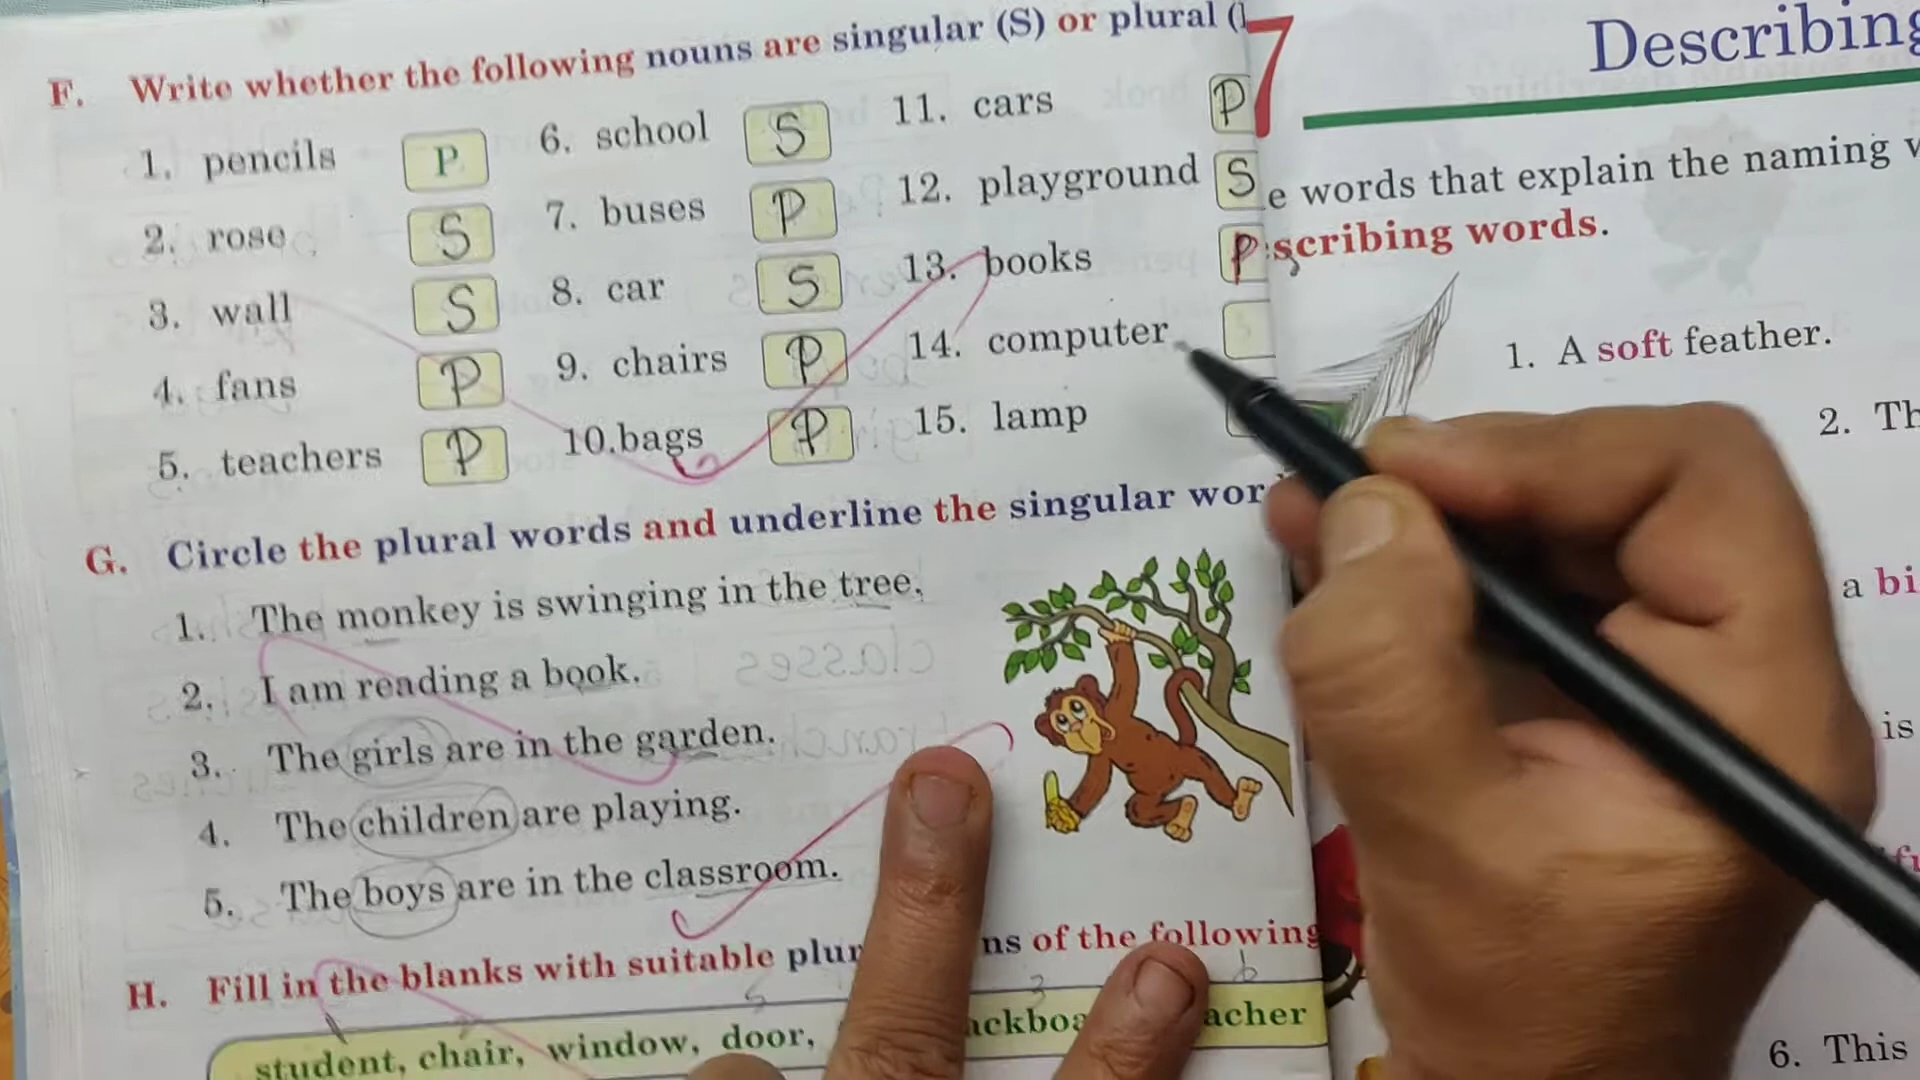 F. Write whether the following nouns are singular (S) or plural (
1. pencils P
2. rose S
3. wall S
4. fans P
5. teachers P
6. school S
7. buses P
8. car S
9. chairs P
10. bags P
11. cars P
12. playground S
13. books P
14. computer
15. lamp
G. Circle the plural words and underline the singular wor
1. The monkey is swinging in the tree.
2. I am reading a book.
3. The girls are in the garden.
4. The children are playing.
5. The boys are in the classroom.
H. Fill in the blanks with suitable plur ns of the following
student, chair, window, door, ackboa acher
7 Describing
e words that explain the naming
scribing words.
1. A soft feather.
2. Th
a bi
is
fu
6. This